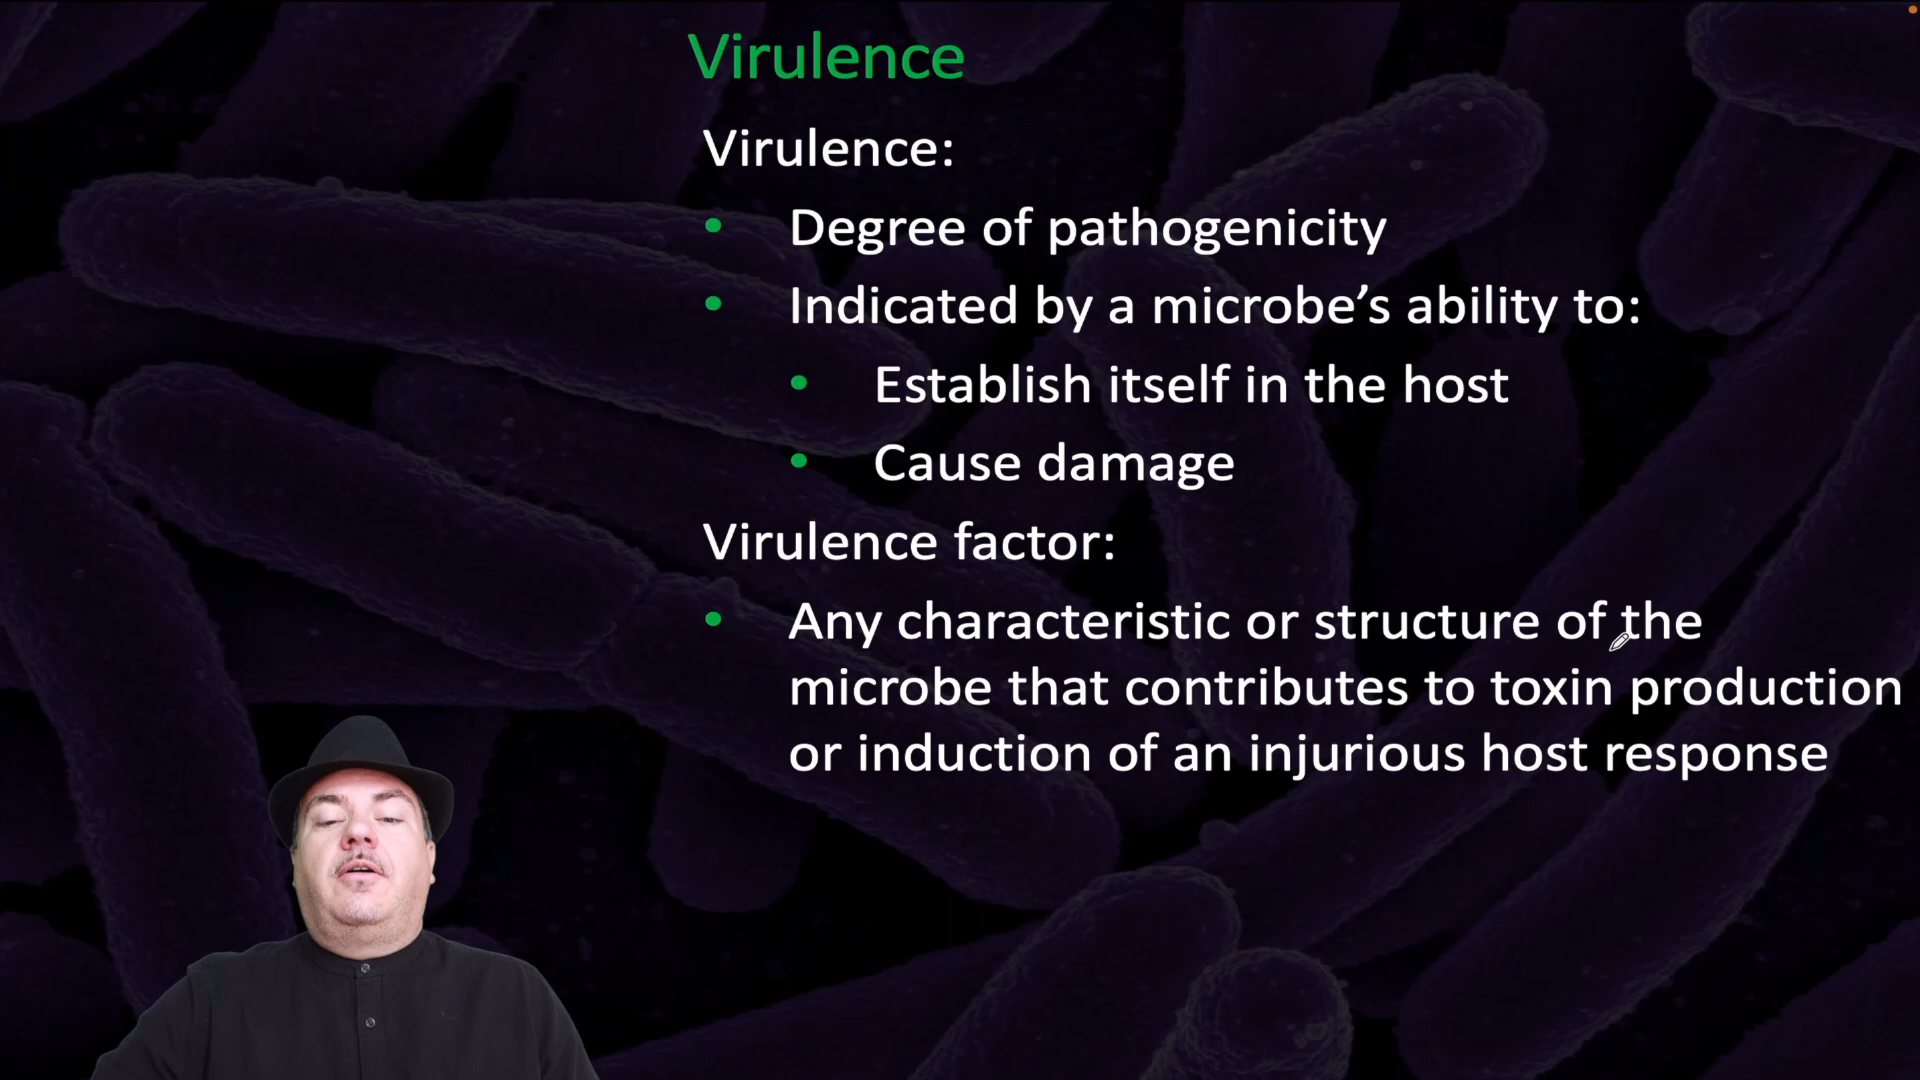 Virulence
Virulence:
• Degree of pathogenicity
• Indicated by a microbe’s ability to:
• Establish itself in the host
• Cause damage
Virulence factor:
• Any characteristic or structure of the
microbe that contributes to toxin production
or induction of an injurious host response